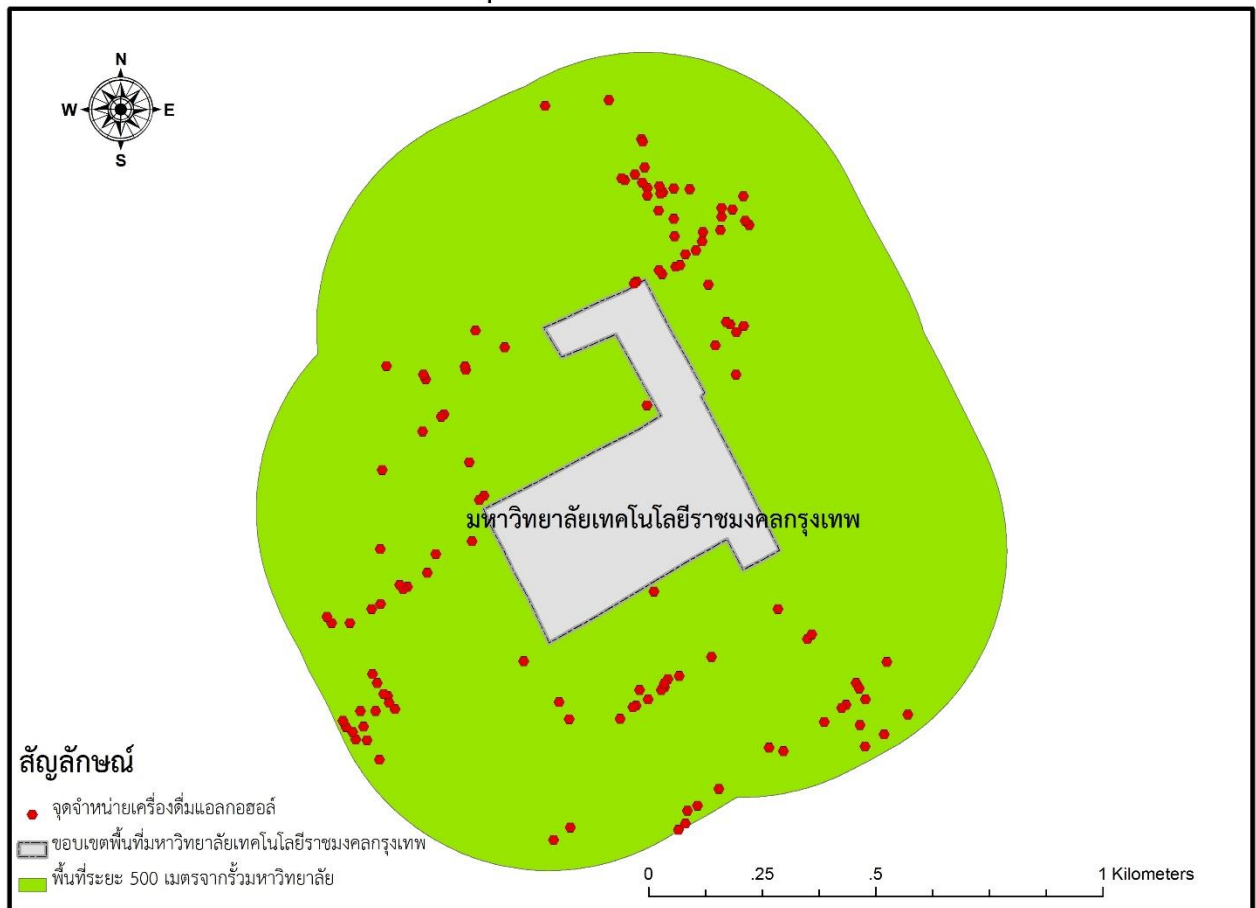 N
W E
S
มหาวิทยาลัยเทคโนโลยีราชมงคลกรุงเทพ
สัญลักษณ์
จุดจำหน่ายเครื่องดื่มแอลกอฮอล์
ขอบเขตพื้นที่มหาวิทยาลัยเทคโนโลยีราชมงคลกรุงเทพ
พื้นที่ระยะ 500 เมตรจากรั้วมหาวิทยาลัย
0 .25 .5 1 Kilometers